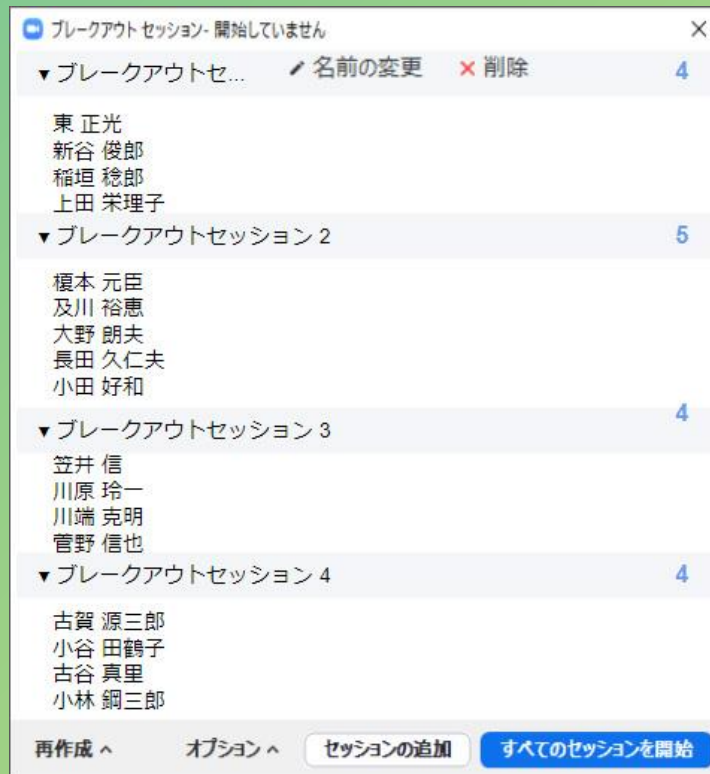 ブレークアウト セッション- 開始していません ×
▼ ブレークアウトセ... 名前の変更 × 削除 4
東 正光
新谷 俊郎
稲垣 稔郎
上田 栄理子
▼ ブレークアウトセッション 2 5
榎本 元臣
及川 裕恵
大野 朗夫
長田 久仁夫
小田 好和
▼ ブレークアウトセッション 3 4
笠井 信
川原 玲一
川端 克明
菅野 信也
▼ ブレークアウトセッション 4 4
古賀 源三郎
小谷 田鶴子
古谷 真里
小林 鋼三郎
再作成 ^ オプション ^ セッションの追加 すべてのセッションを開始